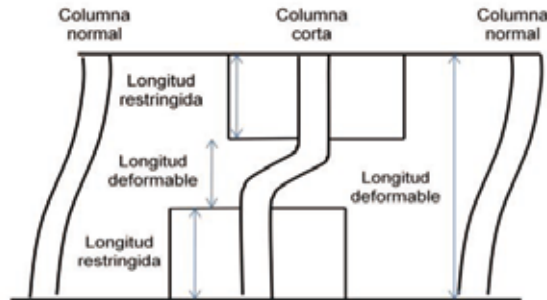 Columna
normal
Columna
corta
Columna
normal
Longitud
restringida
Longitud
deformable
Longitud
deformable
Longitud
restringida